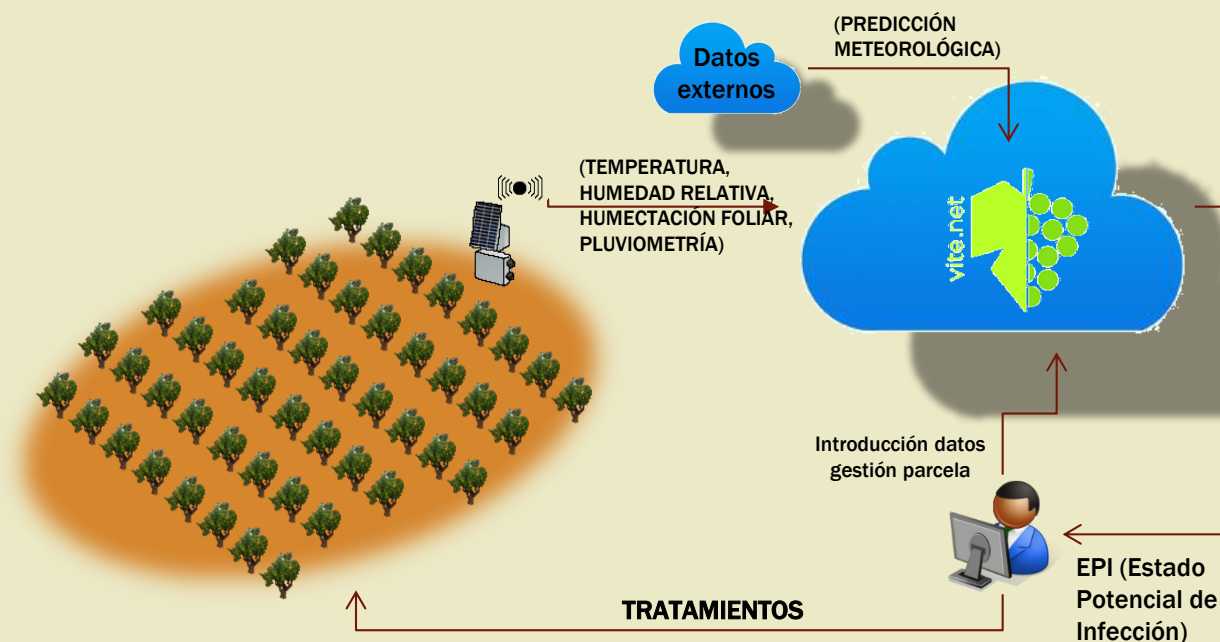 (PREDICCIÓN
METEOROLÓGICA)
Datos
externos
(TEMPERATURA,
HUMEDAD RELATIVA,
HUMECTACIÓN FOLIAR,
PLUVIOMETRÍA)
vite.net
Introducción datos
gestión parcela
EPI (Estado
Potencial de
Infección)
TRATAMIENTOS